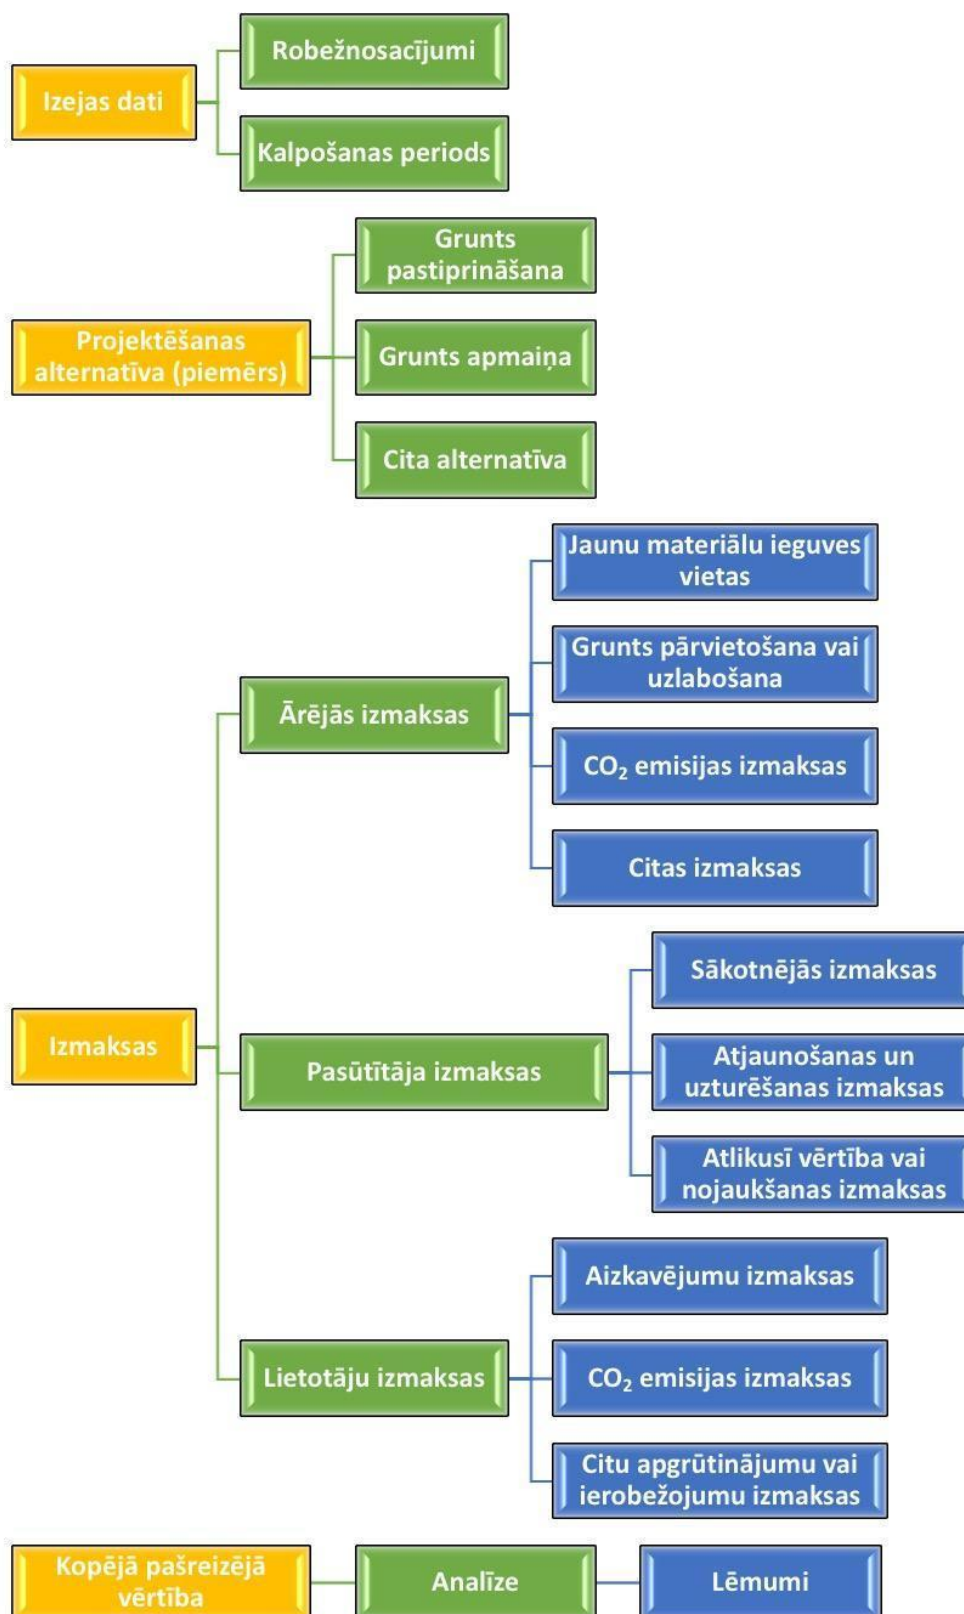 Robežnosacījumi
Izejas dati
Kalpošanas periods
Grunts
pastiprināšana
Projektēšanas
alternatīva (piemērs)
Grunts apmaiņa
Cita alternatīva
Jaunu materiālu ieguves
vietas
Grunts pārvietošana vai
uzlabošana
Ārējās izmaksas
CO₂ emisijas izmaksas
Citas izmaksas
Sākotnējās izmaksas
Izmaksas
Pasūtītāja izmaksas
Atjaunošanas un
uzturēšanas izmaksas
Atlikusī vērtība vai
nojaukšanas izmaksas
Aizkavējumu izmaksas
Lietotāju izmaksas
CO₂ emisijas izmaksas
Citu apgrūtinājumu vai
ierobežojumu izmaksas
Kopējā pašreizējā
vērtība
Analīze
Lēmumi